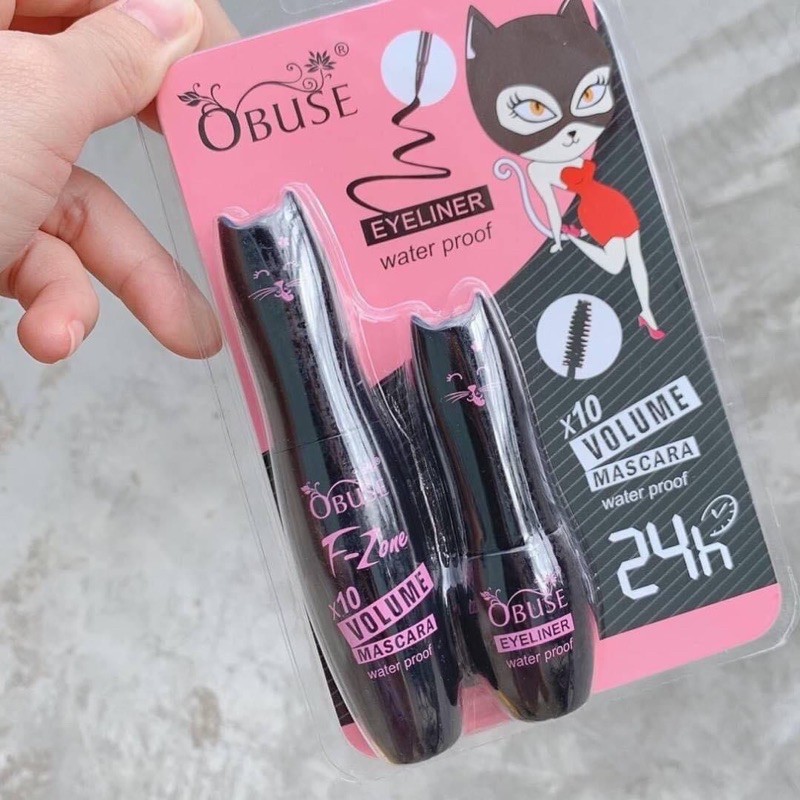 OBUSE®
EYELINER
water proof
x10
VOLUME
MASCARA
water proof
24h
OBUSE
F-Zone
x10
VOLUME
MASCARA
water proof
OBUSE
EYELINER
water proof